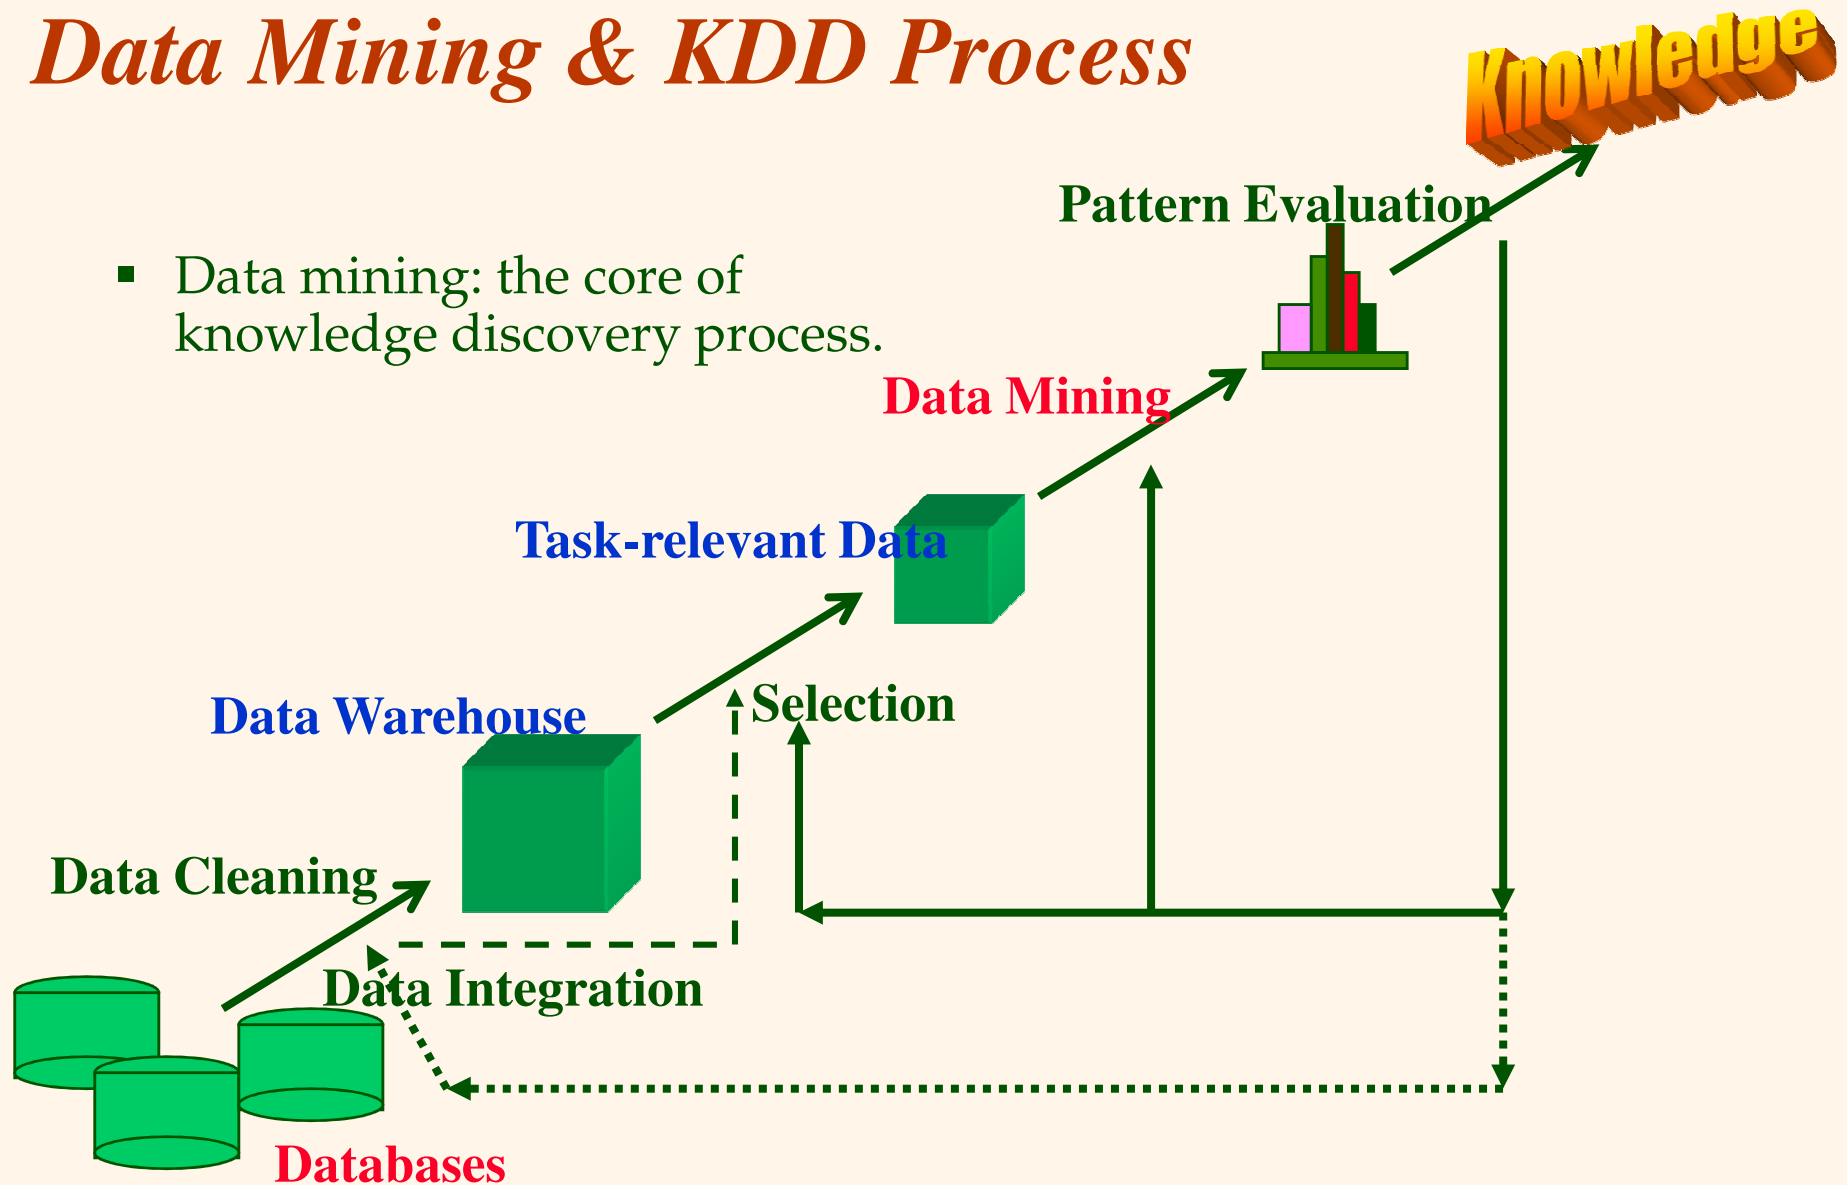 Data Mining & KDD Process
Knowledge
Pattern Evaluation
▪ Data mining: the core of
knowledge discovery process.
Data Mining
Task-relevant Data
Selection
Data Warehouse
Data Cleaning
Data Integration
Databases